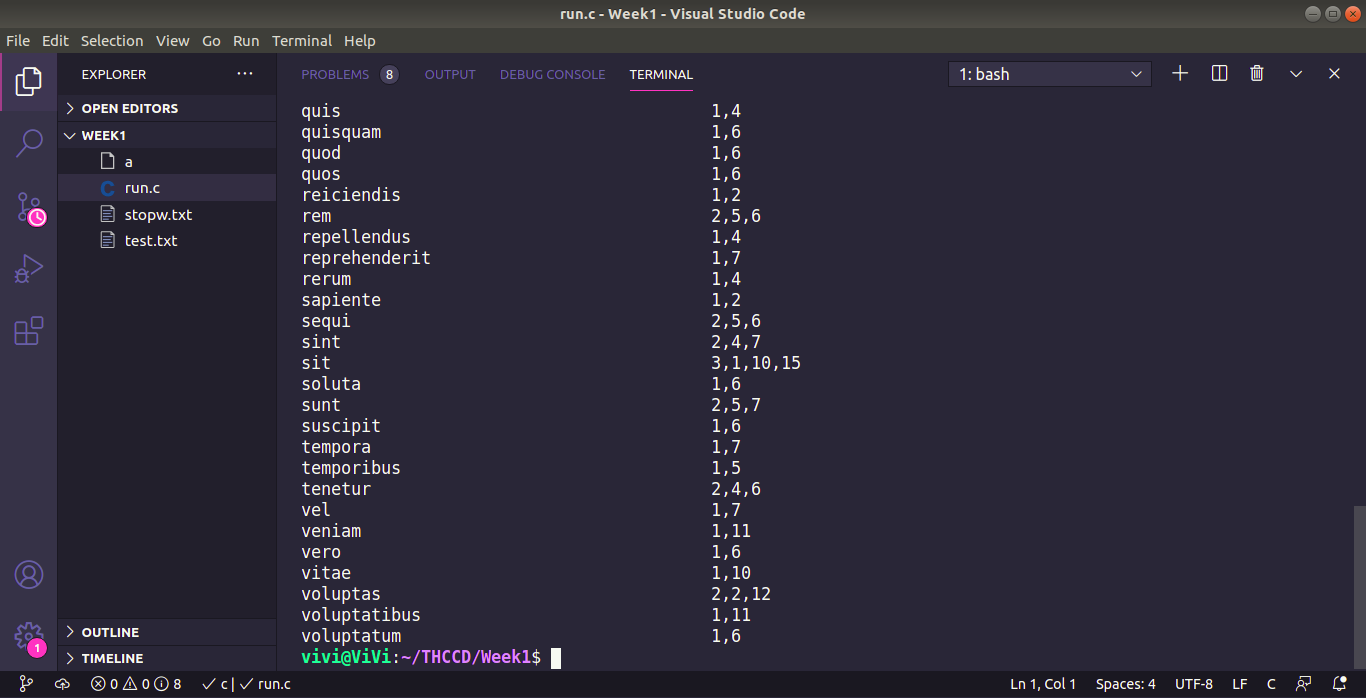 run.c - Week1 - Visual Studio Code
File Edit Selection View Go Run Terminal Help
EXPLORER ...
OPEN EDITORS
WEEK1
a
C run.c
stopw.txt
test.txt
OUTLINE
TIMELINE
1
PROBLEMS 8 OUTPUT DEBUG CONSOLE TERMINAL 1: bash
quis 1,4
quisquam 1,6
quod 1,6
quos 1,6
reiciendis 1,2
rem 2,5,6
repellendus 1,4
reprehenderit 1,7
rerum 1,4
sapiente 1,2
sequi 2,5,6
sint 2,4,7
sit 3,1,10,15
soluta 1,6
sunt 2,5,7
suscipit 1,6
tempora 1,7
temporibus 1,5
tenetur 2,4,6
vel 1,7
veniam 1,11
vero 1,6
vitae 1,10
voluptas 2,2,12
voluptatibus 1,11
voluptatum 1,6
vivi@ViVi:~/THCCD/Week1$
0 0 8 ✓ c | ✓ run.c Ln 1, Col 1 Spaces: 4 UTF-8 LF C